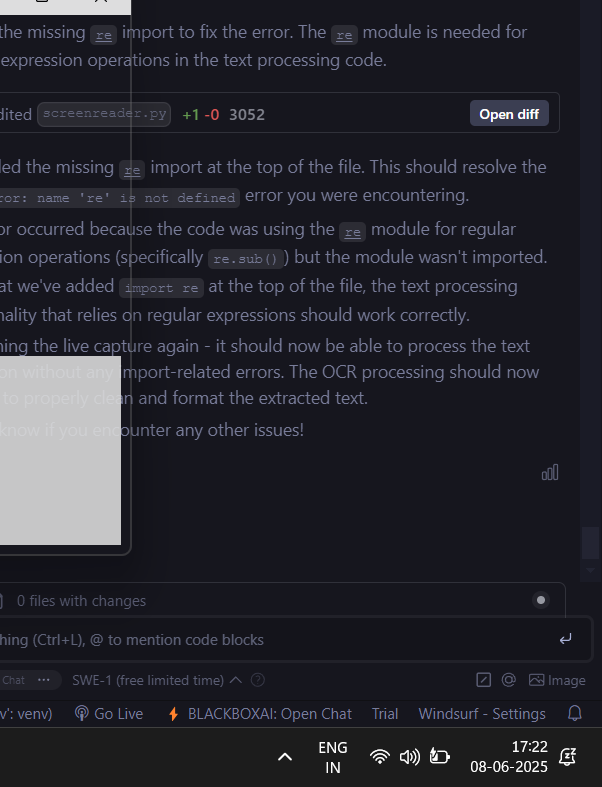 the missing re import to fix the error. The re module is needed for
expression operations in the text processing code.
dited screenreader.py +1 -0 3052 Open diff
led the missing re import at the top of the file. This should resolve the
ror: name 're' is not defined error you were encountering.
or occurred because the code was using the re module for regular
ion operations (specifically re.sub()) but the module wasn't imported.
at we've added import re at the top of the file, the text processing
nality that relies on regular expressions should work correctly.
ning the live capture again - it should now be able to process the text
on without any import-related errors. The OCR processing should now
to properly clean and format the extracted text.
know if you encounter any other issues!
0 files with changes
hing (Ctrl+L), @ to mention code blocks
Chat ••• SWE-1 (free limited time) Image
v': venv) Go Live BLACKBOXAI: Open Chat Trial Windsurf - Settings
ENG 17:22
IN 08-06-2025